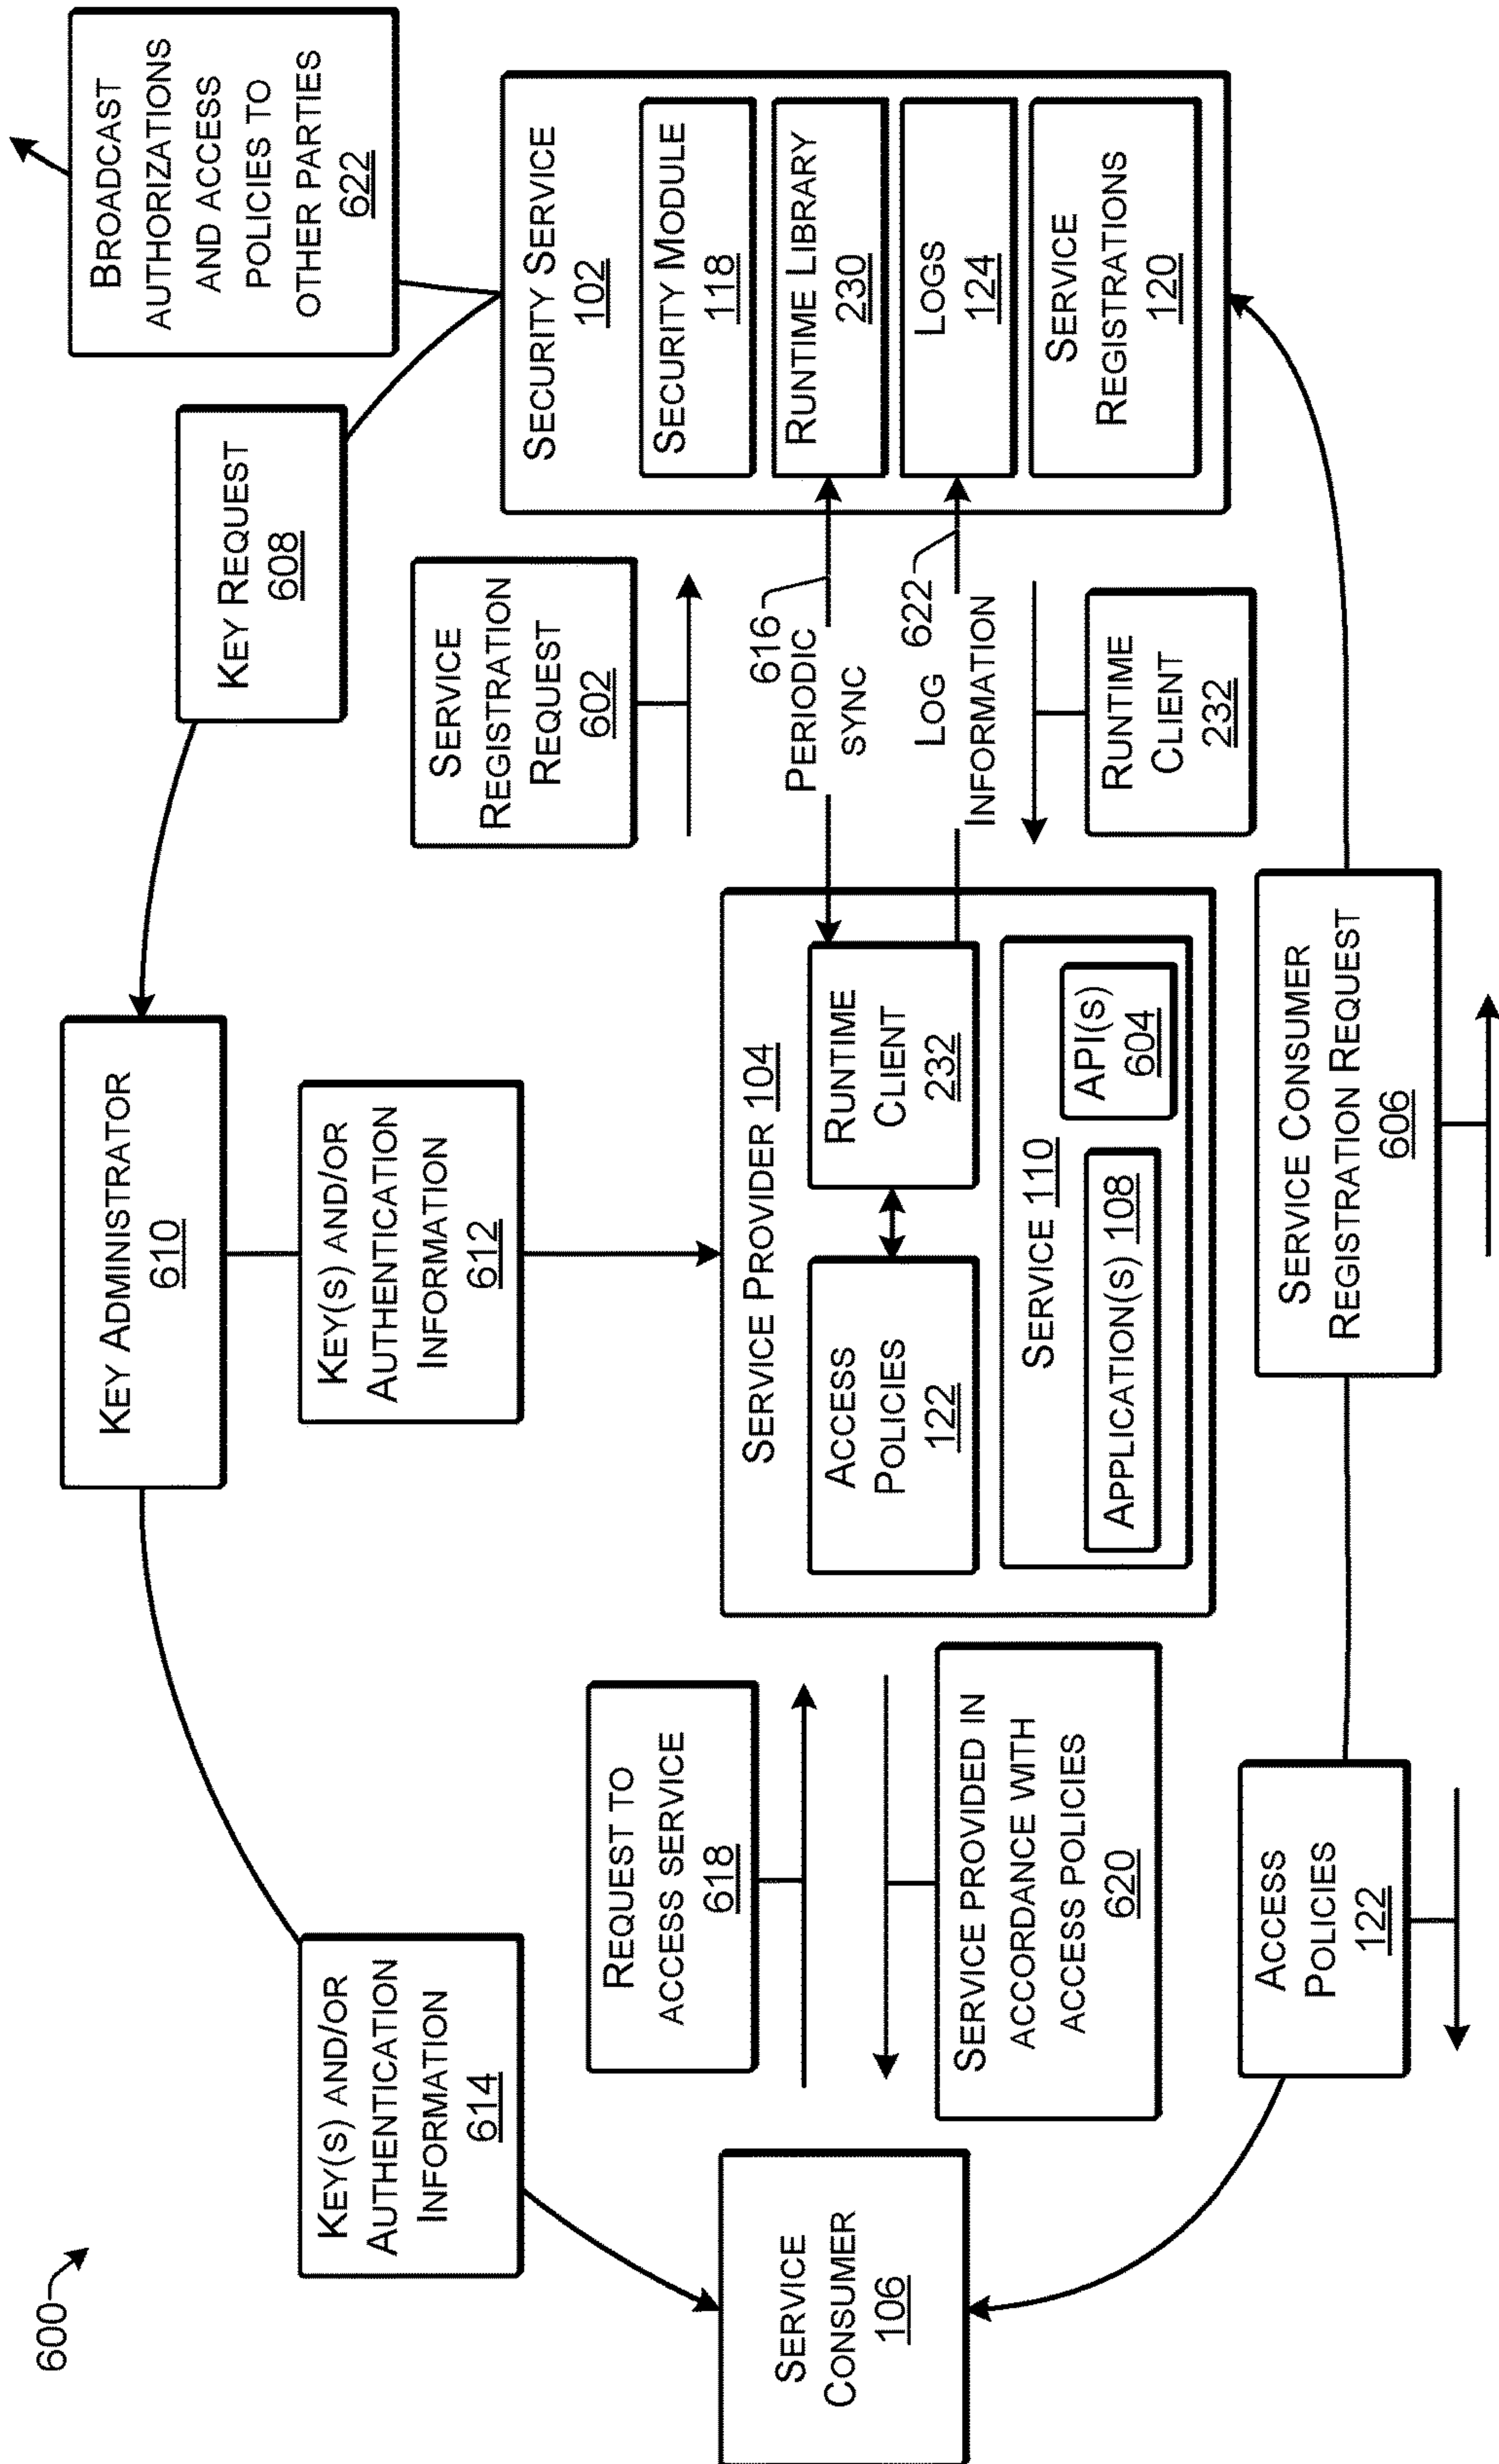 600
KEY ADMINISTRATOR
610
KEY REQUEST
608
BROADCAST
AUTHORIZATIONS
AND ACCESS
POLICIES TO
OTHER PARTIES
622
KEY(S) AND/OR
AUTHENTICATION
INFORMATION
614
KEY(S) AND/OR
AUTHENTICATION
INFORMATION
612
SERVICE
REGISTRATION
REQUEST
602
SECURITY SERVICE
102
SECURITY MODULE
118
RUNTIME LIBRARY
230
LOGS
124
SERVICE
REGISTRATIONS
120
REQUEST TO
ACCESS SERVICE
618
SERVICE PROVIDER 104
ACCESS
POLICIES
122
RUNTIME
CLIENT
232
616
PERIODIC
SYNC
622
LOG
INFORMATION
SERVICE
CONSUMER
106
SERVICE PROVIDED IN
ACCORDANCE WITH
ACCESS POLICIES
620
SERVICE 110
APPLICATION(S) 108
API(S)
604
RUNTIME
CLIENT
232
ACCESS
POLICIES
122
SERVICE CONSUMER
REGISTRATION REQUEST
606